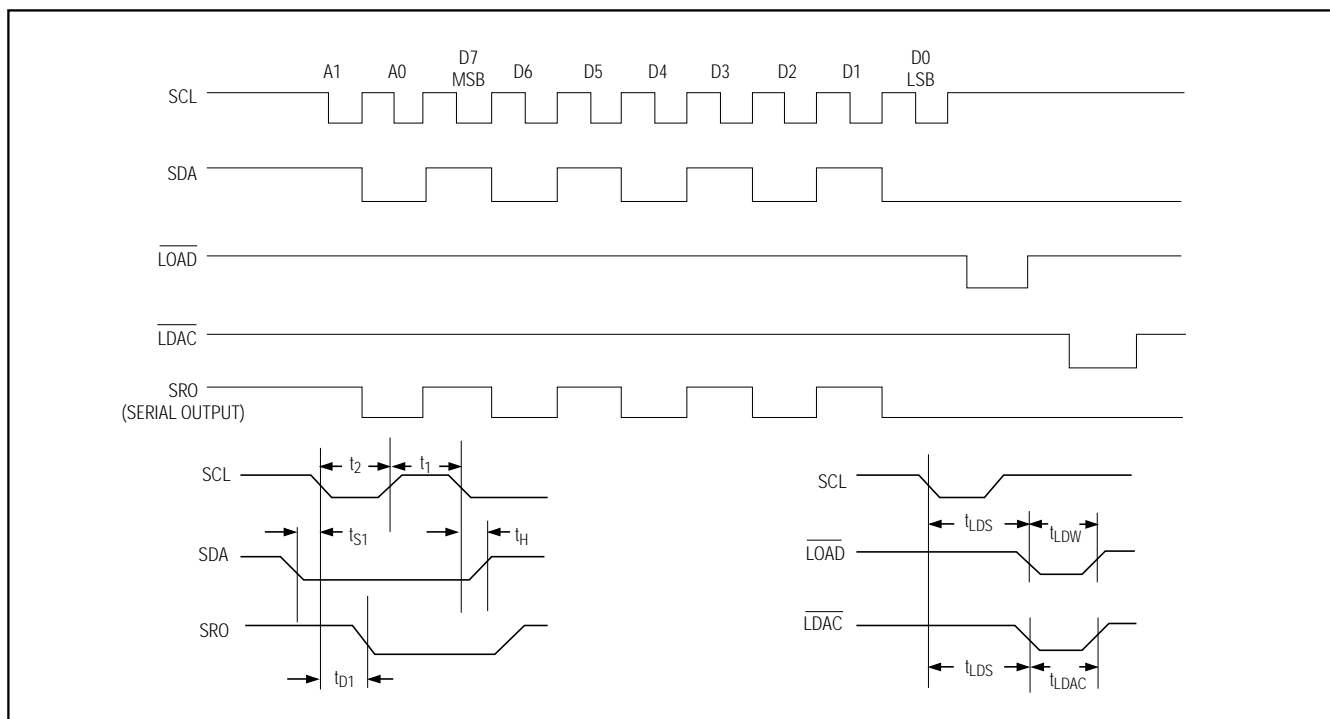 A1 A0 D7 D6 D5 D4 D3 D2 D1 D0
MSB LSB
SCL
SDA
LOAD
LDAC
SRO
(SERIAL OUTPUT)
SCL t2 t1
tS1 tH
SDA
SRO
tD1
SCL
tLDS tLDW
LOAD
LDAC
tLDS tLDAC